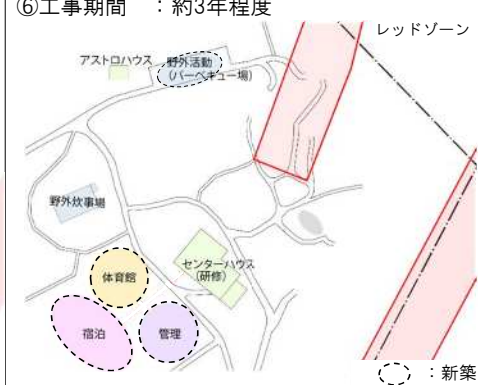 ⑥工事期間　：約3年程度
レッドゾーン
アストロハウス
野外活動
(バーベキュー場)
野外炊事場
センターハウス
(研修)
体育館
宿泊
管理
：新築